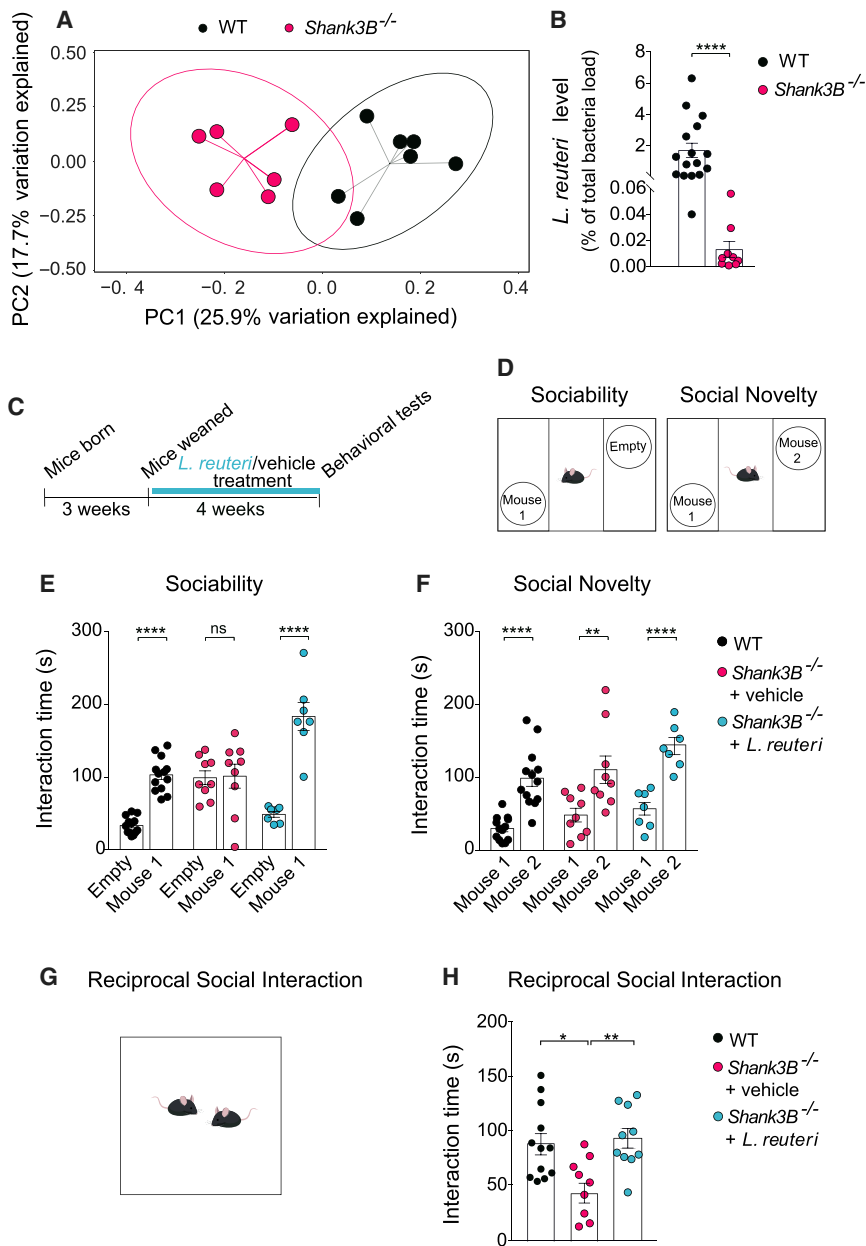 A
WT
Shank3B-/-
PC2 (17.7% variation explained)
0.50
0.25
0.00
−0.25
−0.50
−0.4
−0.2
0.0
0.2
0.4
PC1 (25.9% variation explained)
B
****
WT
Shank3B-/-
L. reuteri level
(% of total bacteria load)
8
6
4
2
0.06
0.04
0.02
0.00
C
Mice born
Mice weaned
Behavioral tests
L. reuteri/vehicle
treatment
3 weeks
4 weeks
D
Sociability
Social Novelty
Empty
Mouse
1
Mouse
2
Mouse
1
E
Sociability
Interaction time (s)
300
200
100
0
****
ns
****
Empty
Mouse 1
Empty
Mouse 1
Empty
Mouse 1
F
Social Novelty
Interaction time (s)
300
200
100
0
****
**
****
Mouse 1
Mouse 2
Mouse 1
Mouse 2
Mouse 1
Mouse 2
WT
Shank3B-/-
+ vehicle
Shank3B-/-
+ L. reuteri
G
Reciprocal Social Interaction
H
Reciprocal Social Interaction
Interaction time (s)
200
150
100
50
0
*
**
WT
Shank3B-/-
+ vehicle
Shank3B-/-
+ L. reuteri